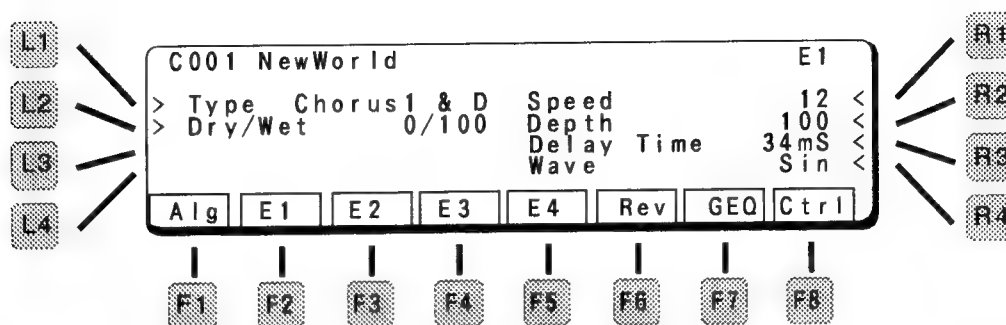 C001 NewWorld E1
> Type Chorus1 & D Speed 12 <
> Dry/Wet 0/100 Depth 100 <
Delay Time 34mS <
Wave Sin <
Alg E1 E2 E3 E4 Rev GEQ Ctrl
L1
L2
L3
L4
R1
R2
R3
F1 F2 F3 F4 F5 F6 F7 F8